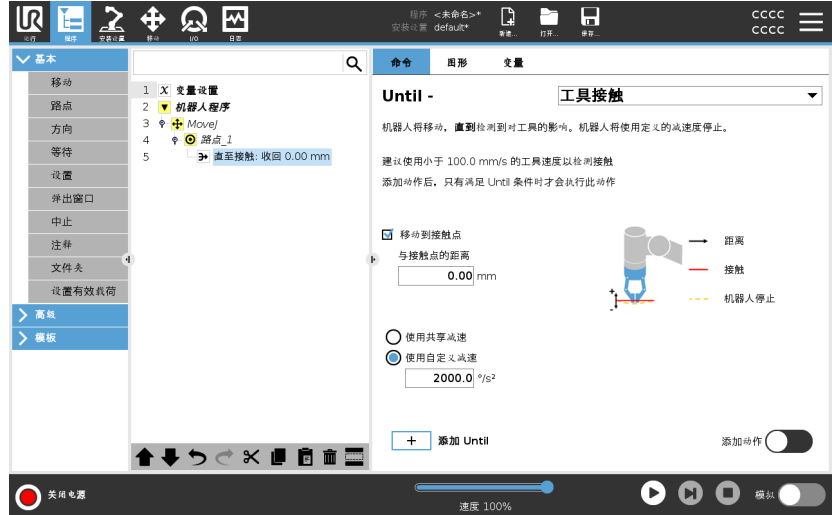 UR
运行
程序
安装设置
移动
I/O
日志
程序 <未命名>*
安装设置 default*
新建...
打开...
保存...
CCCC
CCCC
基本
移动
路点
方向
等待
设置
弹出窗口
中止
注释
文件夹
设置有效载荷
高级
模板
1 X 变量设置
2 机器人程序
3 MoveJ
4 路点_1
5 直至接触: 收回 0.00 mm
命令 图形 变量
Until - 工具接触
机器人将移动，直到检测到对工具的影响。机器人将使用定义的减速度停止。
建议使用小于 100.0 mm/s 的工具速度以检测接触
添加动作后，只有满足 Until 条件时才会执行此动作
移动到接触点
与接触点的距离
0.00 mm
距离
接触
机器人停止
+
-
使用共享减速
使用自定义减速
2000.0 °/s²
+ 添加 Until
添加动作
关闭电源
速度 100%
模拟